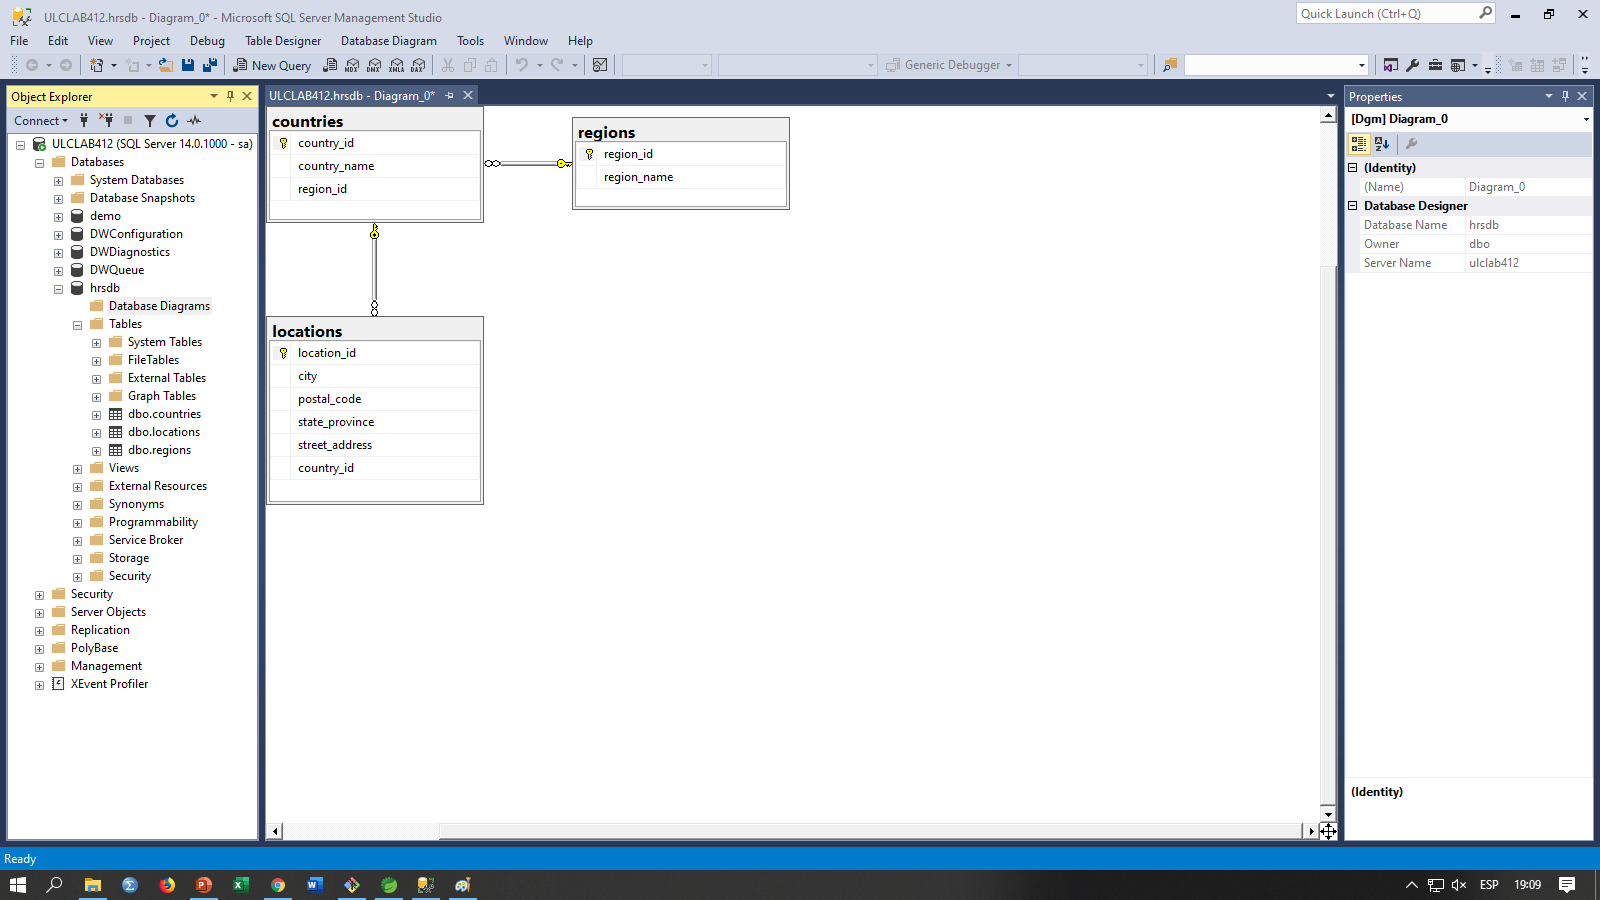 ULCLAB412.hrsdb - Diagram_0* - Microsoft SQL Server Management Studio
Quick Launch (Ctrl+Q)
File Edit View Project Debug Table Designer Database Diagram Tools Window Help
New Query
MDX DMX XMLA DAX
Generic Debugger
Object Explorer
Connect
ULCLAB412 (SQL Server 14.0.1000 - sa)
Databases
System Databases
Database Snapshots
demo
DWConfiguration
DWDiagnostics
DWQueue
hrsdb
Database Diagrams
Tables
System Tables
FileTables
External Tables
Graph Tables
dbo.countries
dbo.locations
dbo.regions
Views
External Resources
Synonyms
Programmability
Service Broker
Storage
Security
Security
Server Objects
Replication
PolyBase
Management
XEvent Profiler
ULCLAB412.hrsdb - Diagram_0*
countries
country_id
country_name
region_id
regions
region_id
region_name
locations
location_id
city
postal_code
state_province
street_address
country_id
Properties
[Dgm] Diagram_0
(Identity)
(Name) Diagram_0
Database Designer
Database Name hrsdb
Owner dbo
Server Name ulclab412
(Identity)
Ready
ESP 19:09